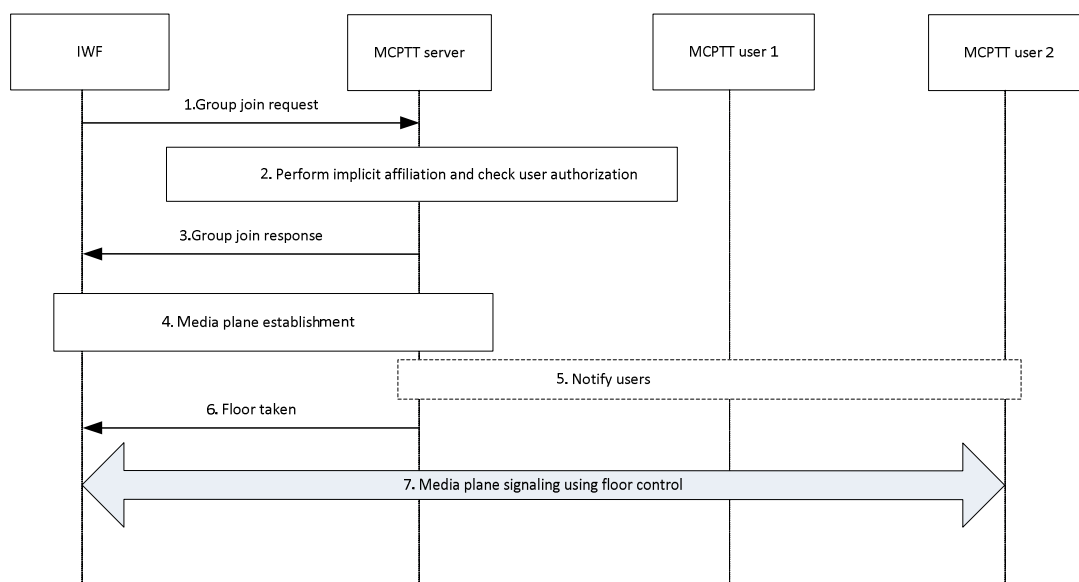 IWF
MCPTT server
MCPTT user 1
MCPTT user 2
1.Group join request
2. Perform implicit affiliation and check user authorization
3.Group join response
4. Media plane establishment
5. Notify users
6. Floor taken
7. Media plane signaling using floor control